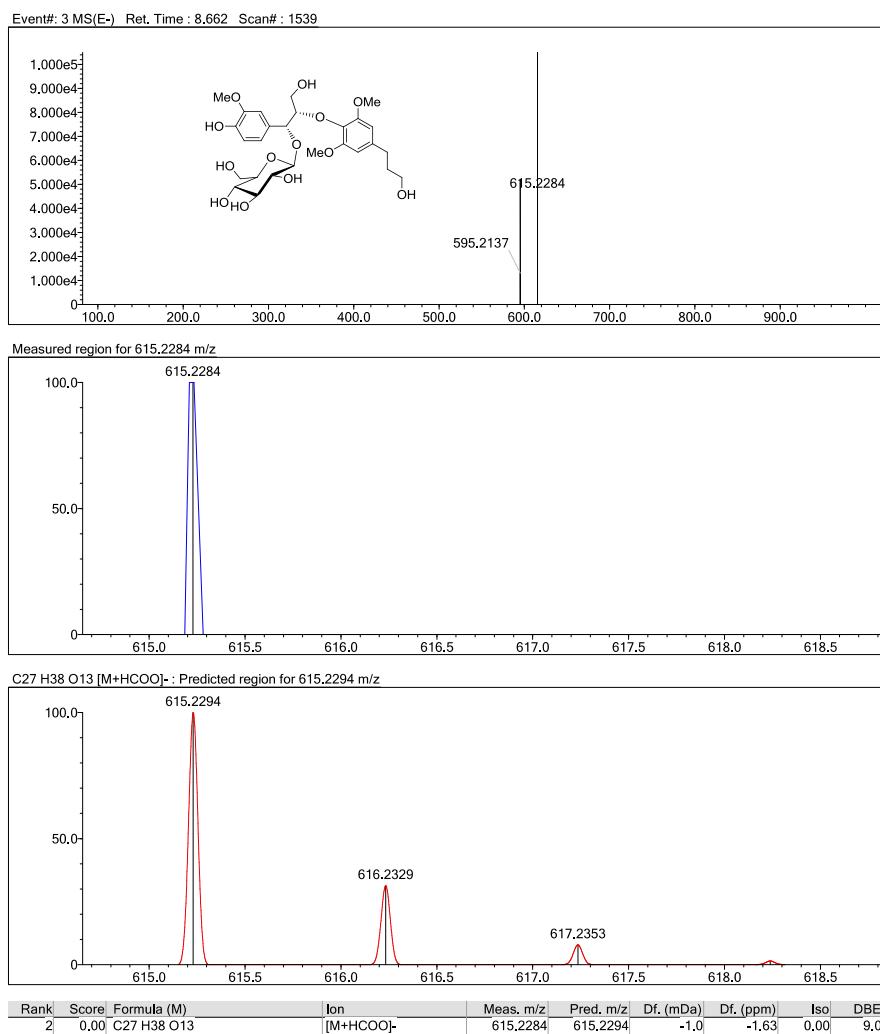 Event#: 3 MS(E-) Ret. Time : 8.662 Scan# : 1539
1.000e5
9.000e4
8.000e4
7.000e4
6.000e4
5.000e4
4.000e4
3.000e4
2.000e4
1.000e4
0
OH
MeO
O
OMe
HO
O
MeO
HO
O
OH
HO
HO
OH
615.2284
595.2137
100.0 200.0 300.0 400.0 500.0 600.0 700.0 800.0 900.0
Measured region for 615.2284 m/z
615.2284
100.0
50.0
0
615.0 615.5 616.0 616.5 617.0 617.5 618.0 618.5
C27 H38 O13 [M+HCOO]- : Predicted region for 615.2294 m/z
615.2294
100.0
50.0
616.2329
617.2353
0
615.0 615.5 616.0 616.5 617.0 617.5 618.0 618.5
Rank Score Formula (M) Ion Meas. m/z Pred. m/z Df. (mDa) Df. (ppm) Iso DBE
2 0.00 C27 H38 O13 [M+HCOO]- 615.2284 615.2294 -1.0 -1.63 0.00 9.0